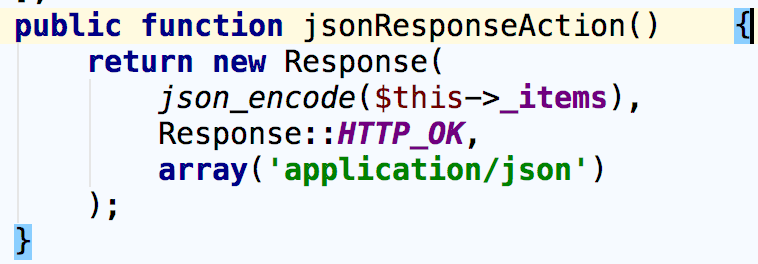 public function jsonResponseAction()    {
    return new Response(
        json_encode($this->_items),
        Response::HTTP_OK,
        array('application/json')
    );
}